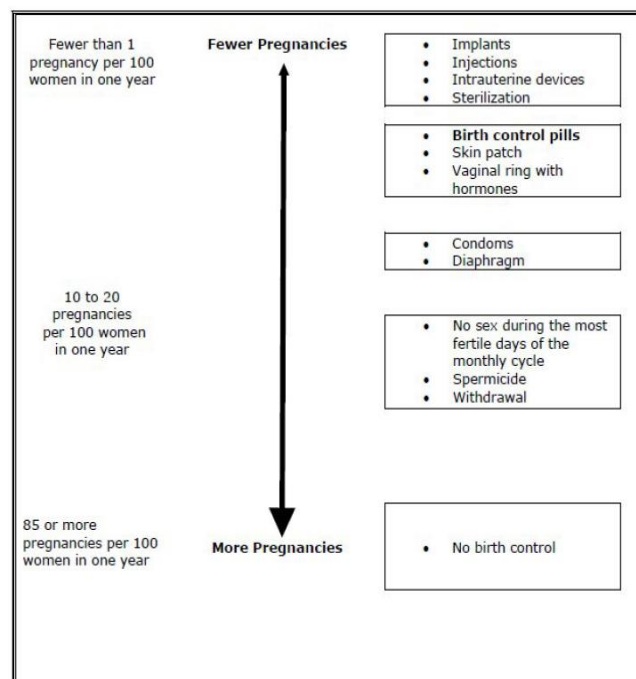 Fewer than 1
pregnancy per 100
women in one year
Fewer Pregnancies
• Implants
• Injections
• Intrauterine devices
• Sterilization
• Birth control pills
• Skin patch
• Vaginal ring with
hormones
• Condoms
• Diaphragm
10 to 20
pregnancies
per 100 women
in one year
• No sex during the most
fertile days of the
monthly cycle
• Spermicide
• Withdrawal
85 or more
pregnancies per 100
women in one year
More Pregnancies
• No birth control